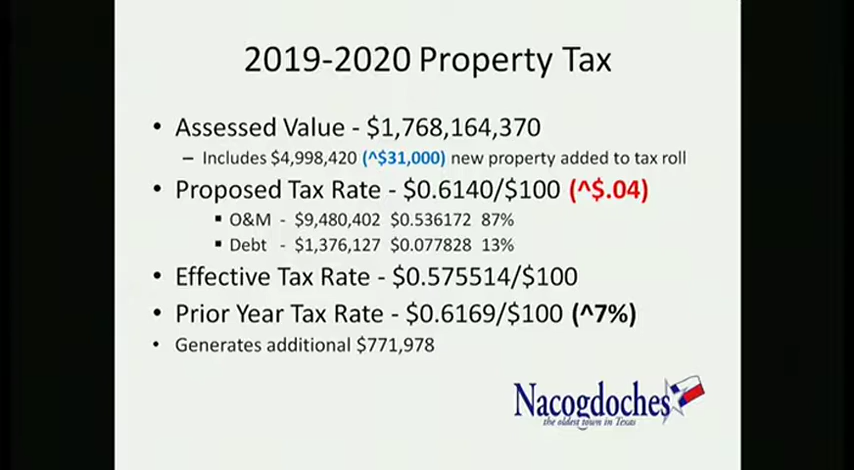 2019-2020 Property Tax
• Assessed Value - $1,768,164,370
– Includes $4,998,420 (^$31,000) new property added to tax roll
• Proposed Tax Rate - $0.6140/$100 (^$.04)
▪ O&M - $9,480,402 $0.536172 87%
▪ Debt - $1,376,127 $0.077828 13%
• Effective Tax Rate - $0.575514/$100
• Prior Year Tax Rate - $0.6169/$100 (^7%)
• Generates additional $771,978
Nacogdoches
the oldest town in Texas